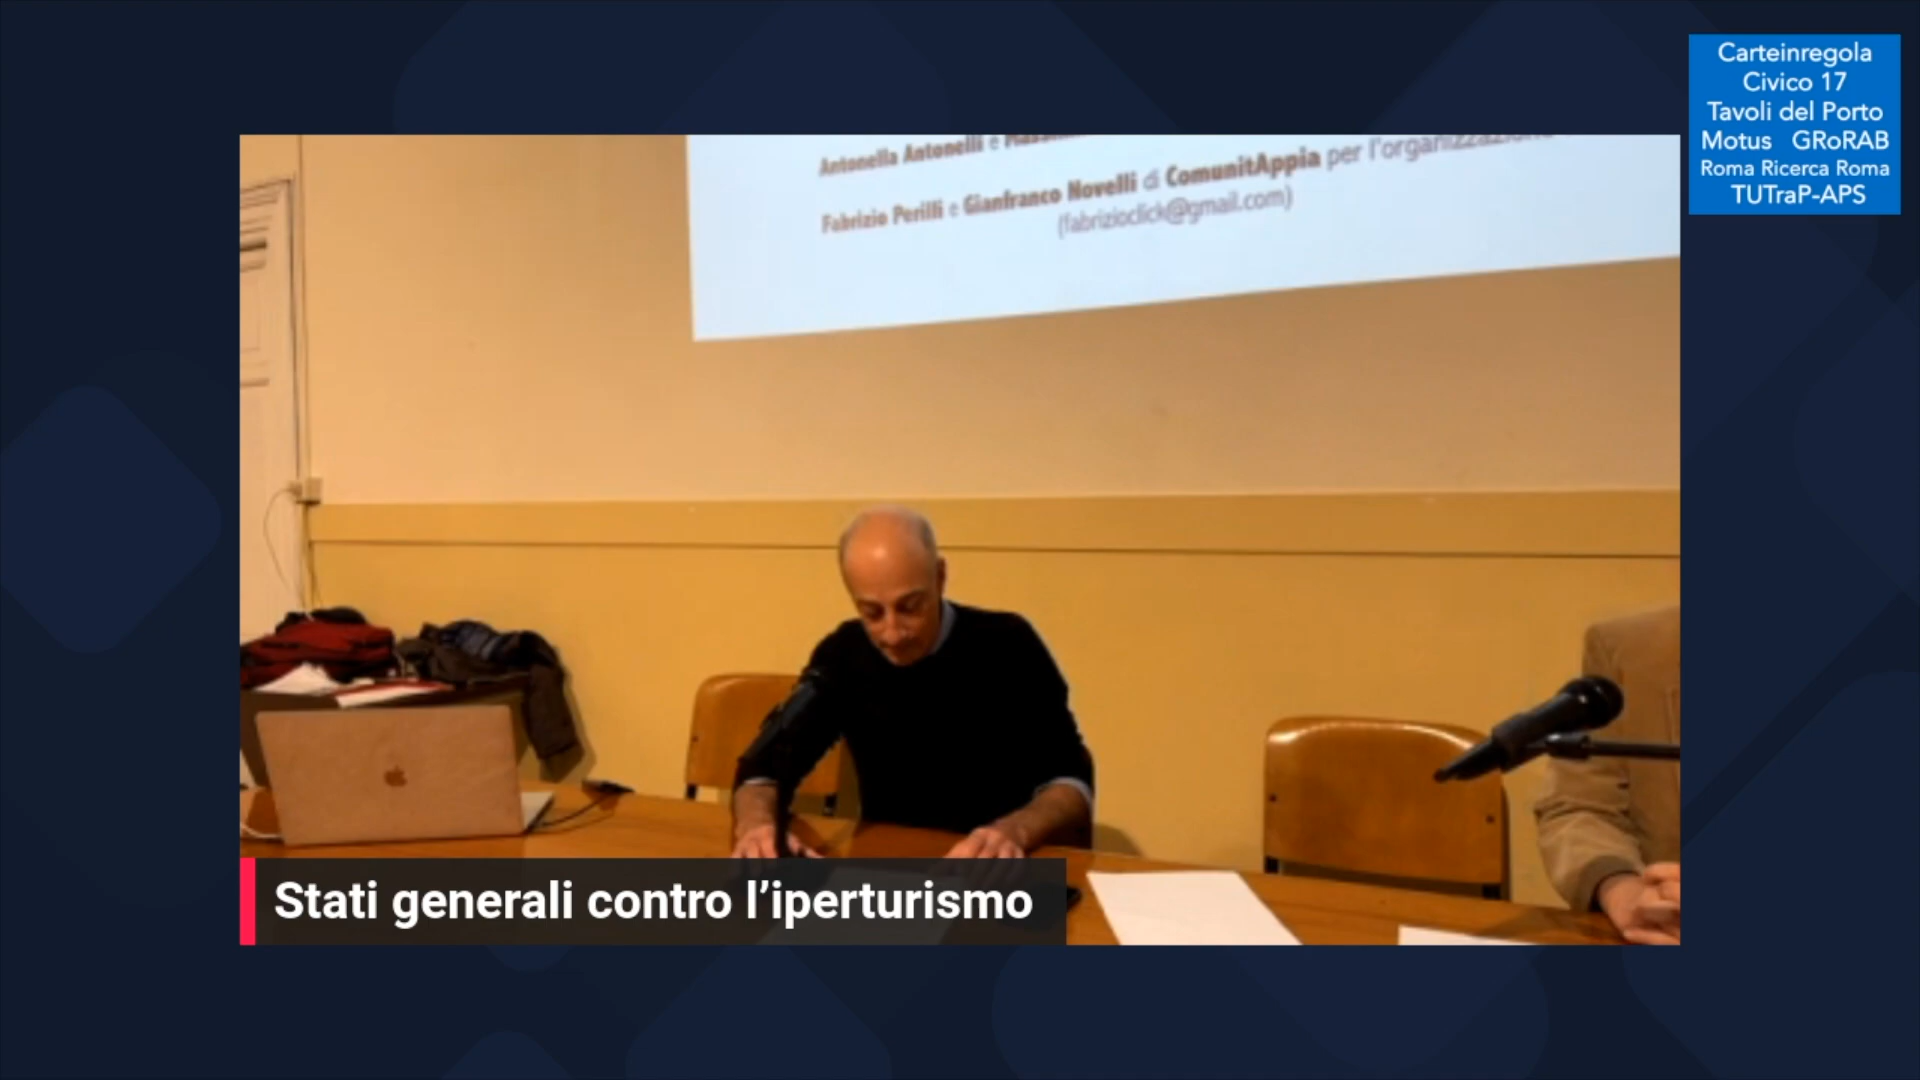 Carteinregola
Civico 17
Tavoli del Porto
Motus GRoRAB
Roma Ricerca Roma
TUTraP-APS
Antonella Antonelli e
Fabrizio Perilli e Gianfranco Novelli di ComunitAppia per l'organizzazione
(fabrizioclick@gmail.com)
Stati generali contro l’iperturismo